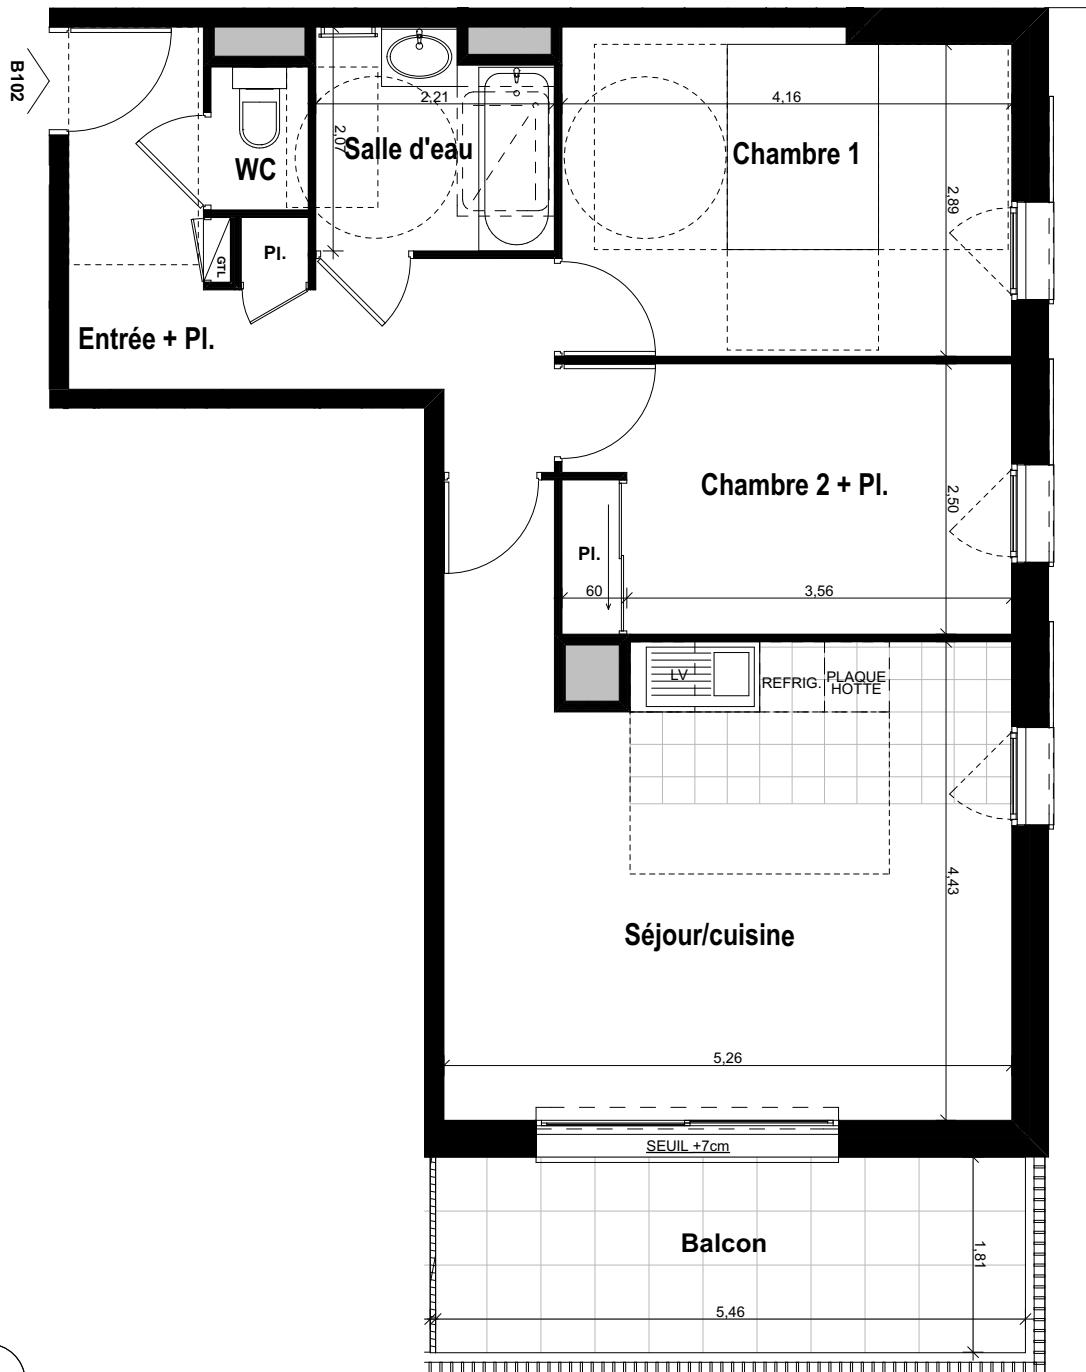 B102
2,21
4,16
2,07
Salle d'eau
Chambre 1
WC
2,89
Pl.
GTL
Entrée + Pl.
Chambre 2 + Pl.
2,50
Pl.
60
3,56
LV
REFRIG.
PLAQUE
HOTTE
4,43
Séjour/cuisine
5,26
SEUIL +7cm
Balcon
1,81
5,46